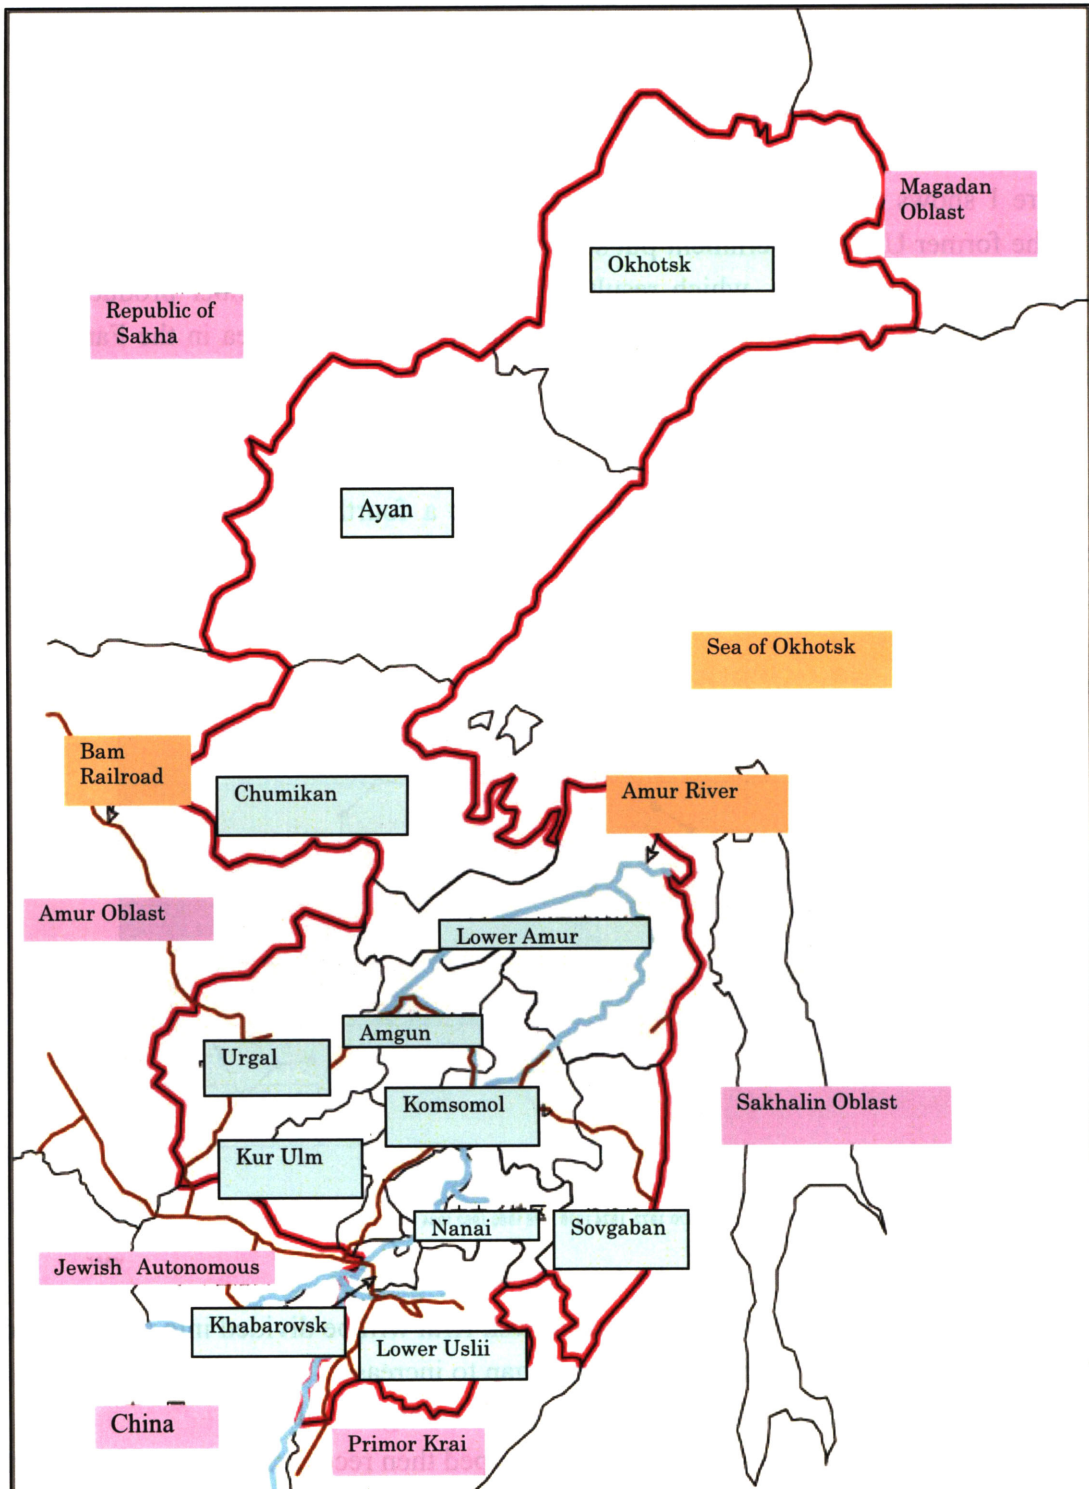 Magadan
Oblast
Okhotsk
Republic of
Sakha
Ayan
Sea of Okhotsk
Bam
Railroad
Chumikan
Amur River
Amur Oblast
Lower Amur
Amgun
Urgal
Komsomol
Sakhalin Oblast
Kur Ulm
Nanai
Sovgaban
Jewish Autonomous
Khabarovsk
Lower Uslii
China
Primor Krai